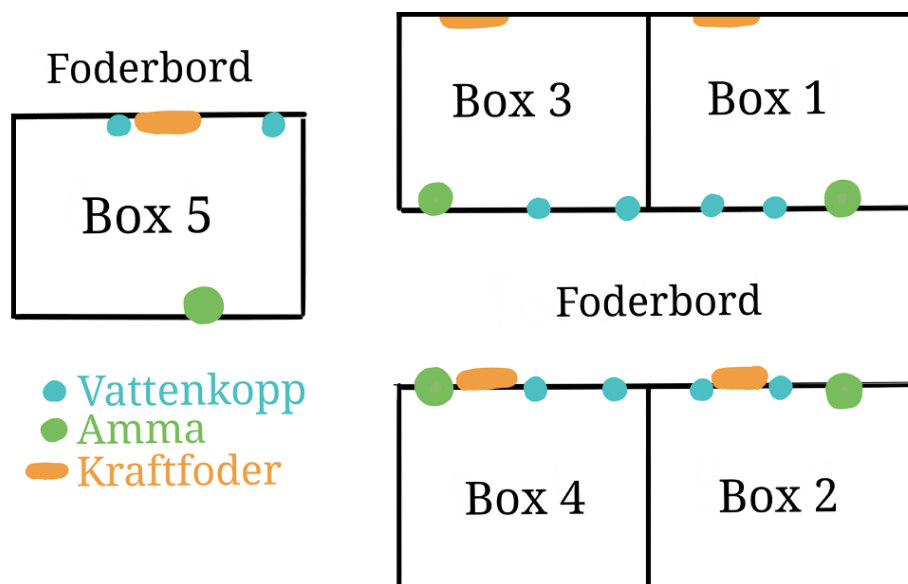 Foderbord
Box 5
Box 3
Box 1
Foderbord
Box 4
Box 2
Vattenkopp
Amma
Kraftfoder